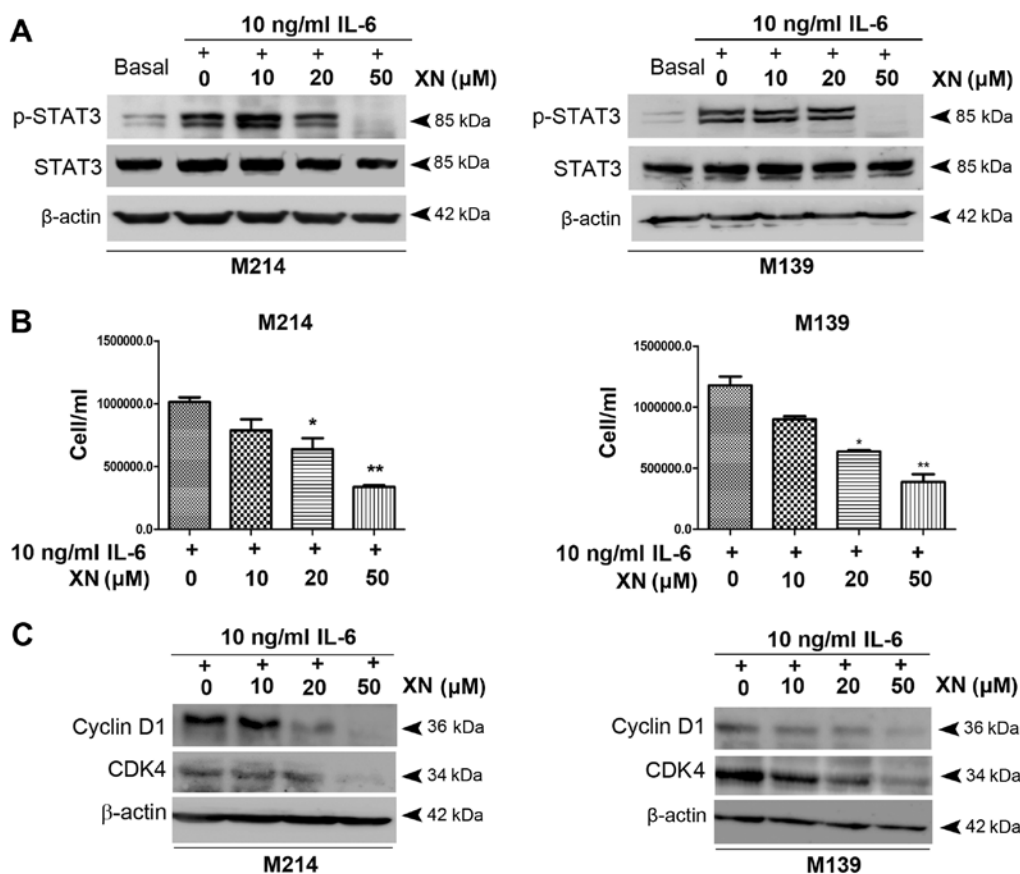 A
10 ng/ml IL-6
Basal + + + +
0 10 20 50 XN (µM)
p-STAT3 85 kDa
STAT3 85 kDa
β-actin 42 kDa
M214
10 ng/ml IL-6
Basal + + + +
0 10 20 50 XN (µM)
p-STAT3 85 kDa
STAT3 85 kDa
β-actin 42 kDa
M139
B
M214
1500000.0
1000000.0
500000.0
0.0
Cell/ml
*
**
10 ng/ml IL-6 + + + +
XN (µM) 0 10 20 50
M139
1500000.0
1000000.0
500000.0
0.0
Cell/ml
*
**
10 ng/ml IL-6 + + + +
XN (µM) 0 10 20 50
C
10 ng/ml IL-6
+ + + +
0 10 20 50 XN (µM)
Cyclin D1 36 kDa
CDK4 34 kDa
β-actin 42 kDa
M214
10 ng/ml IL-6
+ + + +
0 10 20 50 XN (µM)
Cyclin D1 36 kDa
CDK4 34 kDa
β-actin 42 kDa
M139